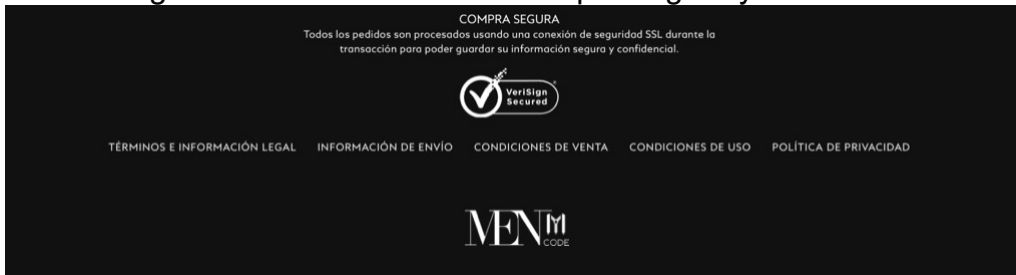 COMPRA SEGURA
Todos los pedidos son procesados usando una conexión de seguridad SSL durante la
transacción para poder guardar su información segura y confidencial.
VeriSign
Secured
TÉRMINOS E INFORMACIÓN LEGAL INFORMACIÓN DE ENVÍO CONDICIONES DE VENTA CONDICIONES DE USO POLÍTICA DE PRIVACIDAD
MEN
CODE